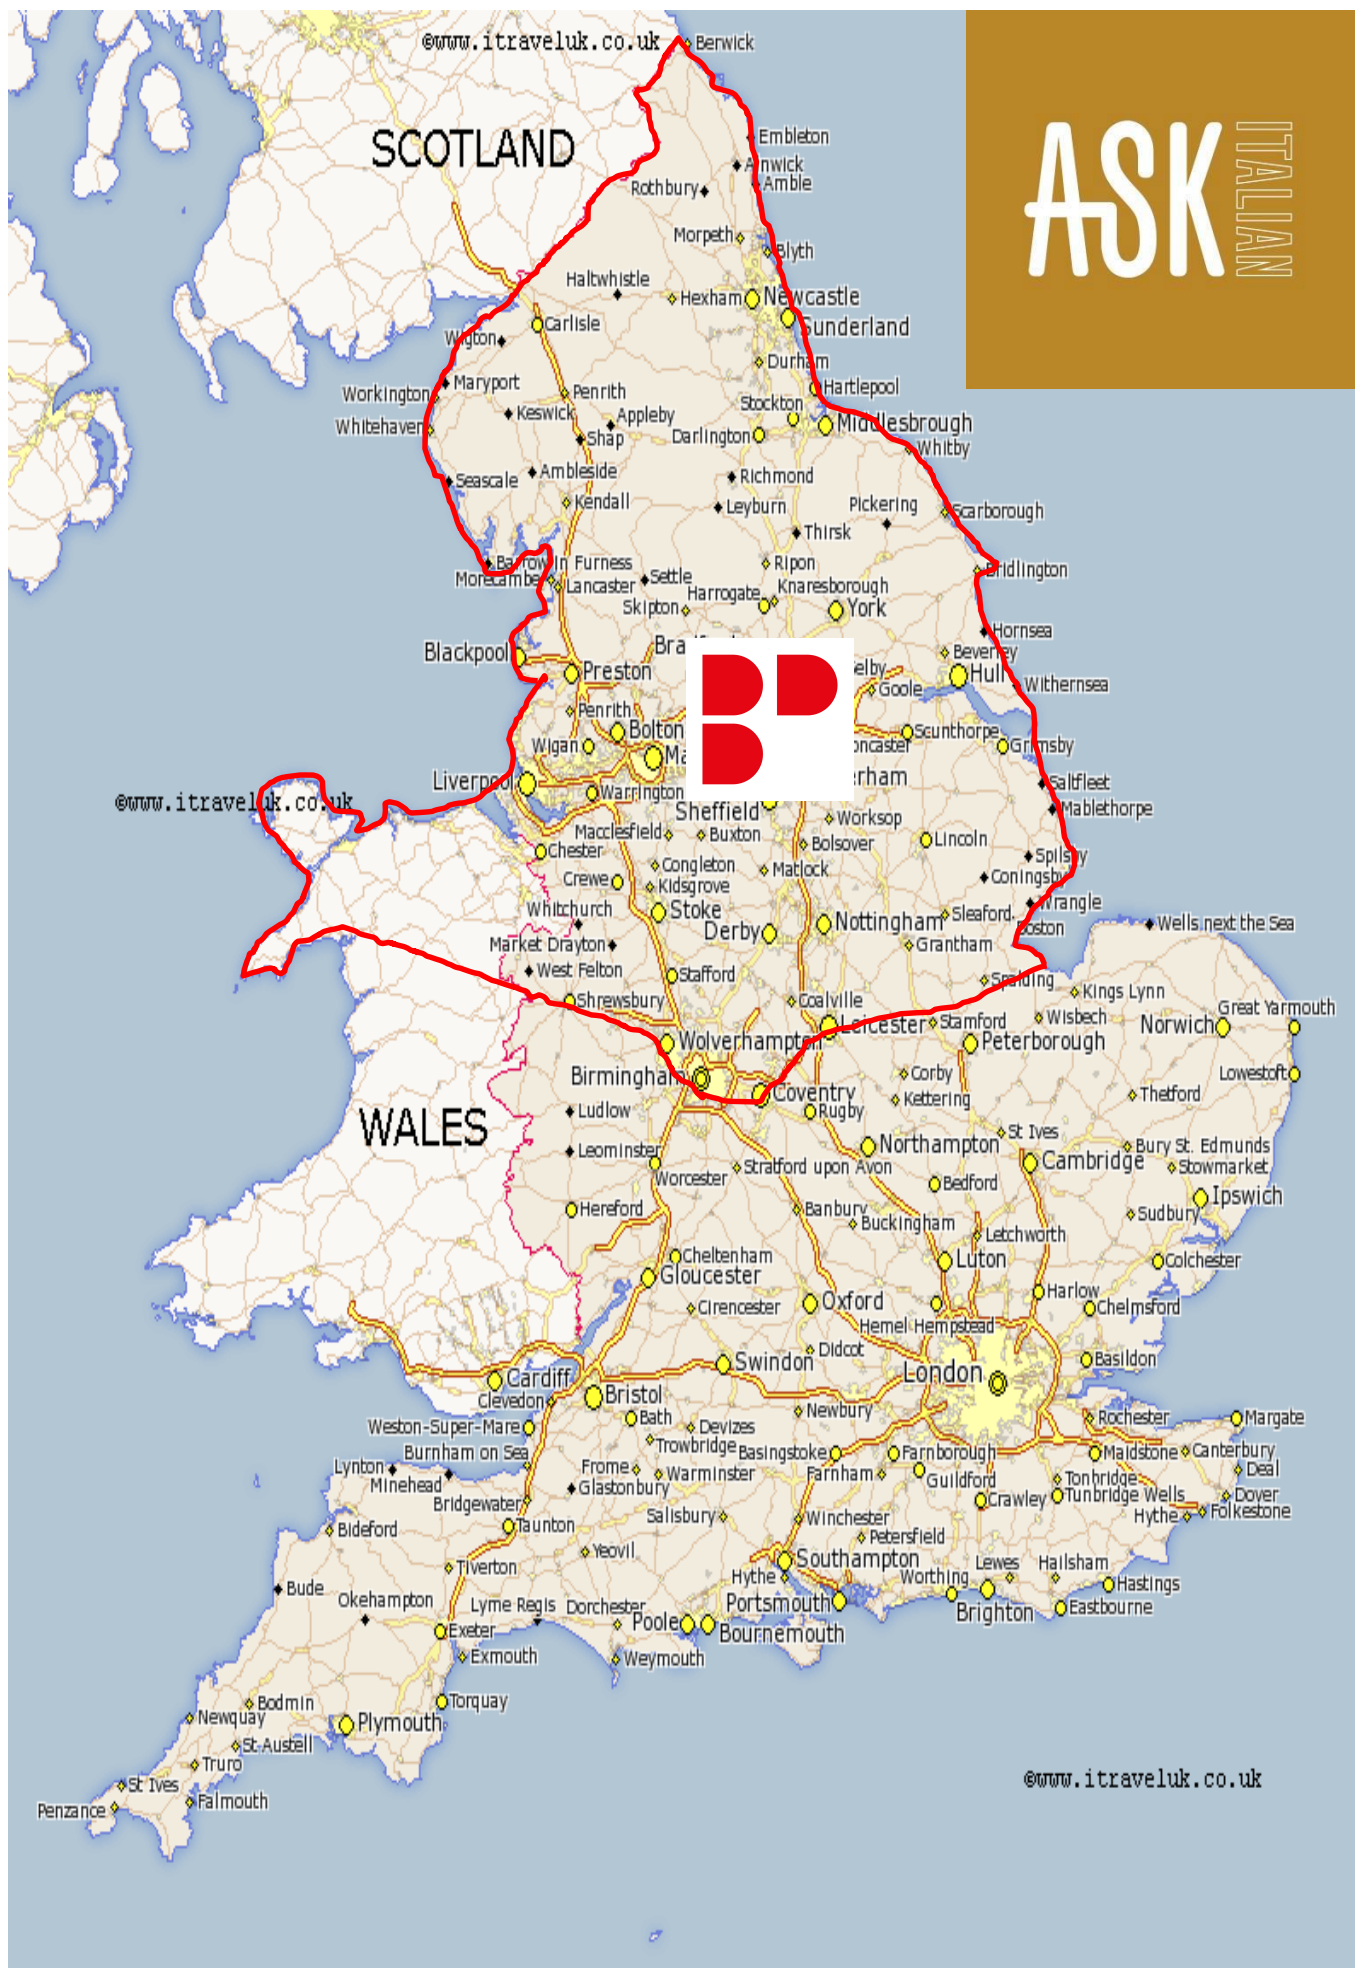 ©www.itraveluk.co.uk
Berwick
ASK
ITALIAN
SCOTLAND
Embleton
Alnwick
Amble
Rothbury
Morpeth
Blyth
Haltwhistle
Hexham
Newcastle
Carlisle
Sunderland
Wigton
Durham
Maryport
Hartlepool
Workington
Penrith
Keswick
Appleby
Stockton
Whitehaven
Shap
Darlington
Middlesbrough
Whitby
Ambleside
Seascale
Richmond
Kendall
Leyburn
Pickering
Scarborough
Thirsk
Barrow In Furness
Ripon
Bridlington
Morecambe
Lancaster
Settle
Harrogate
Knaresborough
Skipton
York
Hornsea
Blackpool
Beverley
Preston
Hull
Goole
Withernsea
BPB
Penrith
Bolton
Scunthorpe
Wigan
Grimsby
Liverpool
Saltfleet
Warrington
©www.itraveluk.co.uk
Mablethorpe
Sheffield
Worksop
Macclesfield
Buxton
Bolsover
Lincoln
Chester
Spilsby
Congleton
Matlock
Crewe
Kidsgrove
Coningsby
Whitchurch
Stoke
Wrangle
Nottingham
Sleaford
Derby
Boston
Wells next the Sea
Market Drayton
Grantham
West Felton
Stafford
Spalding
Kings Lynn
Shrewsbury
Coalville
Great Yarmouth
Leicester
Stamford
Wisbech
Norwich
Wolverhampton
Peterborough
Birmingham
Corby
Lowestoft
Coventry
Kettering
Thetford
Ludlow
Rugby
WALES
St Ives
Leominster
Northampton
Bury St. Edmunds
Cambridge
Stowmarket
Worcester
Stratford upon Avon
Bedford
Ipswich
Hereford
Banbury
Buckingham
Sudbury
Letchworth
Cheltenham
Luton
Colchester
Gloucester
Harlow
Cirencester
Oxford
Chelmsford
Hemel Hempstead
Didcot
Swindon
Basildon
London
Cardiff
Clevedon
Bristol
Newbury
Weston-Super-Mare
Bath
Devizes
Rochester
Margate
Burnham on Sea
Trowbridge
Basingstoke
Farnborough
Maidstone
Canterbury
Lynton
Frome
Warminster
Farnham
Guildford
Tonbridge
Deal
Minehead
Glastonbury
Tunbridge Wells
Dover
Bridgewater
Crawley
Hythe
Folkestone
Salisbury
Winchester
Taunton
Bideford
Petersfield
Yeovil
Southampton
Lewes
Hailsham
Tiverton
Hythe
Worthing
Hastings
Bude
Okehampton
Lyme Regis
Dorchester
Portsmouth
Brighton
Eastbourne
Exeter
Poole
Bournemouth
Exmouth
Weymouth
Bodmin
Torquay
Newquay
Plymouth
St Austell
Truro
St Ives
©www.itraveluk.co.uk
Penzance
Falmouth